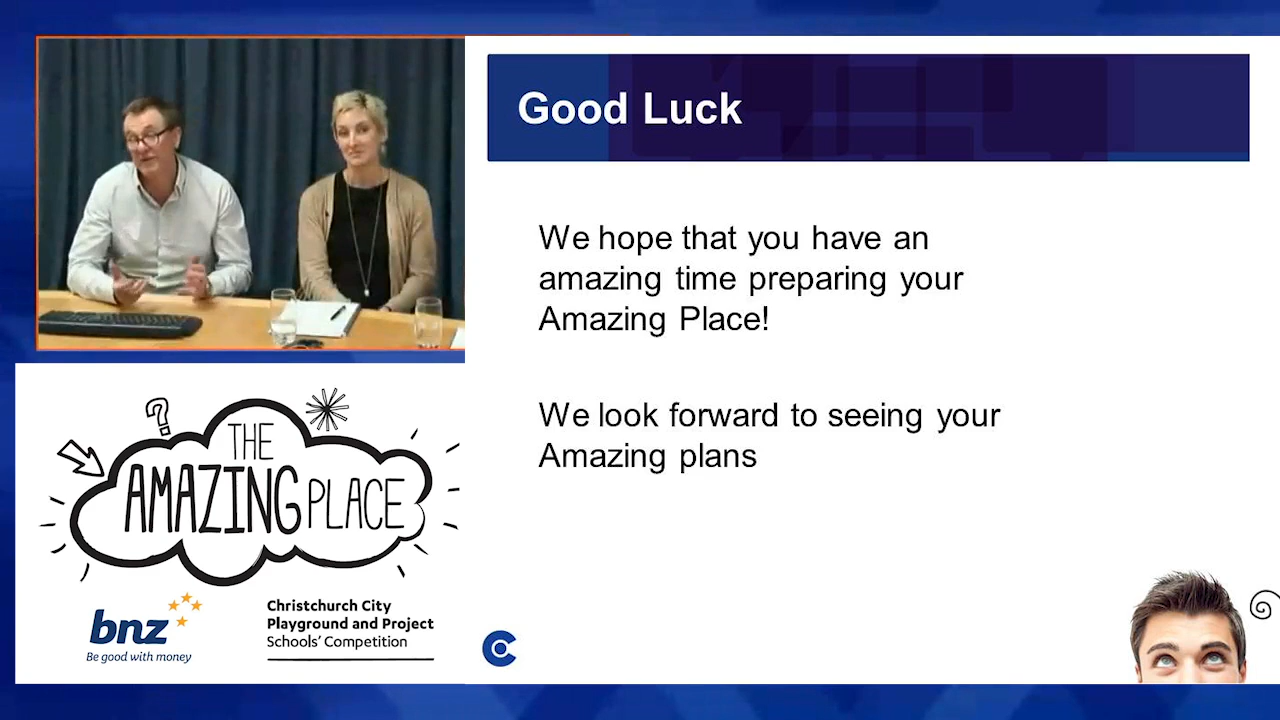 Good Luck
We hope that you have an
amazing time preparing your
Amazing Place!
We look forward to seeing your
Amazing plans
?
THE
AMAZING PLACE
bnz
Be good with money
Christchurch City
Playground and Project
Schools' Competition